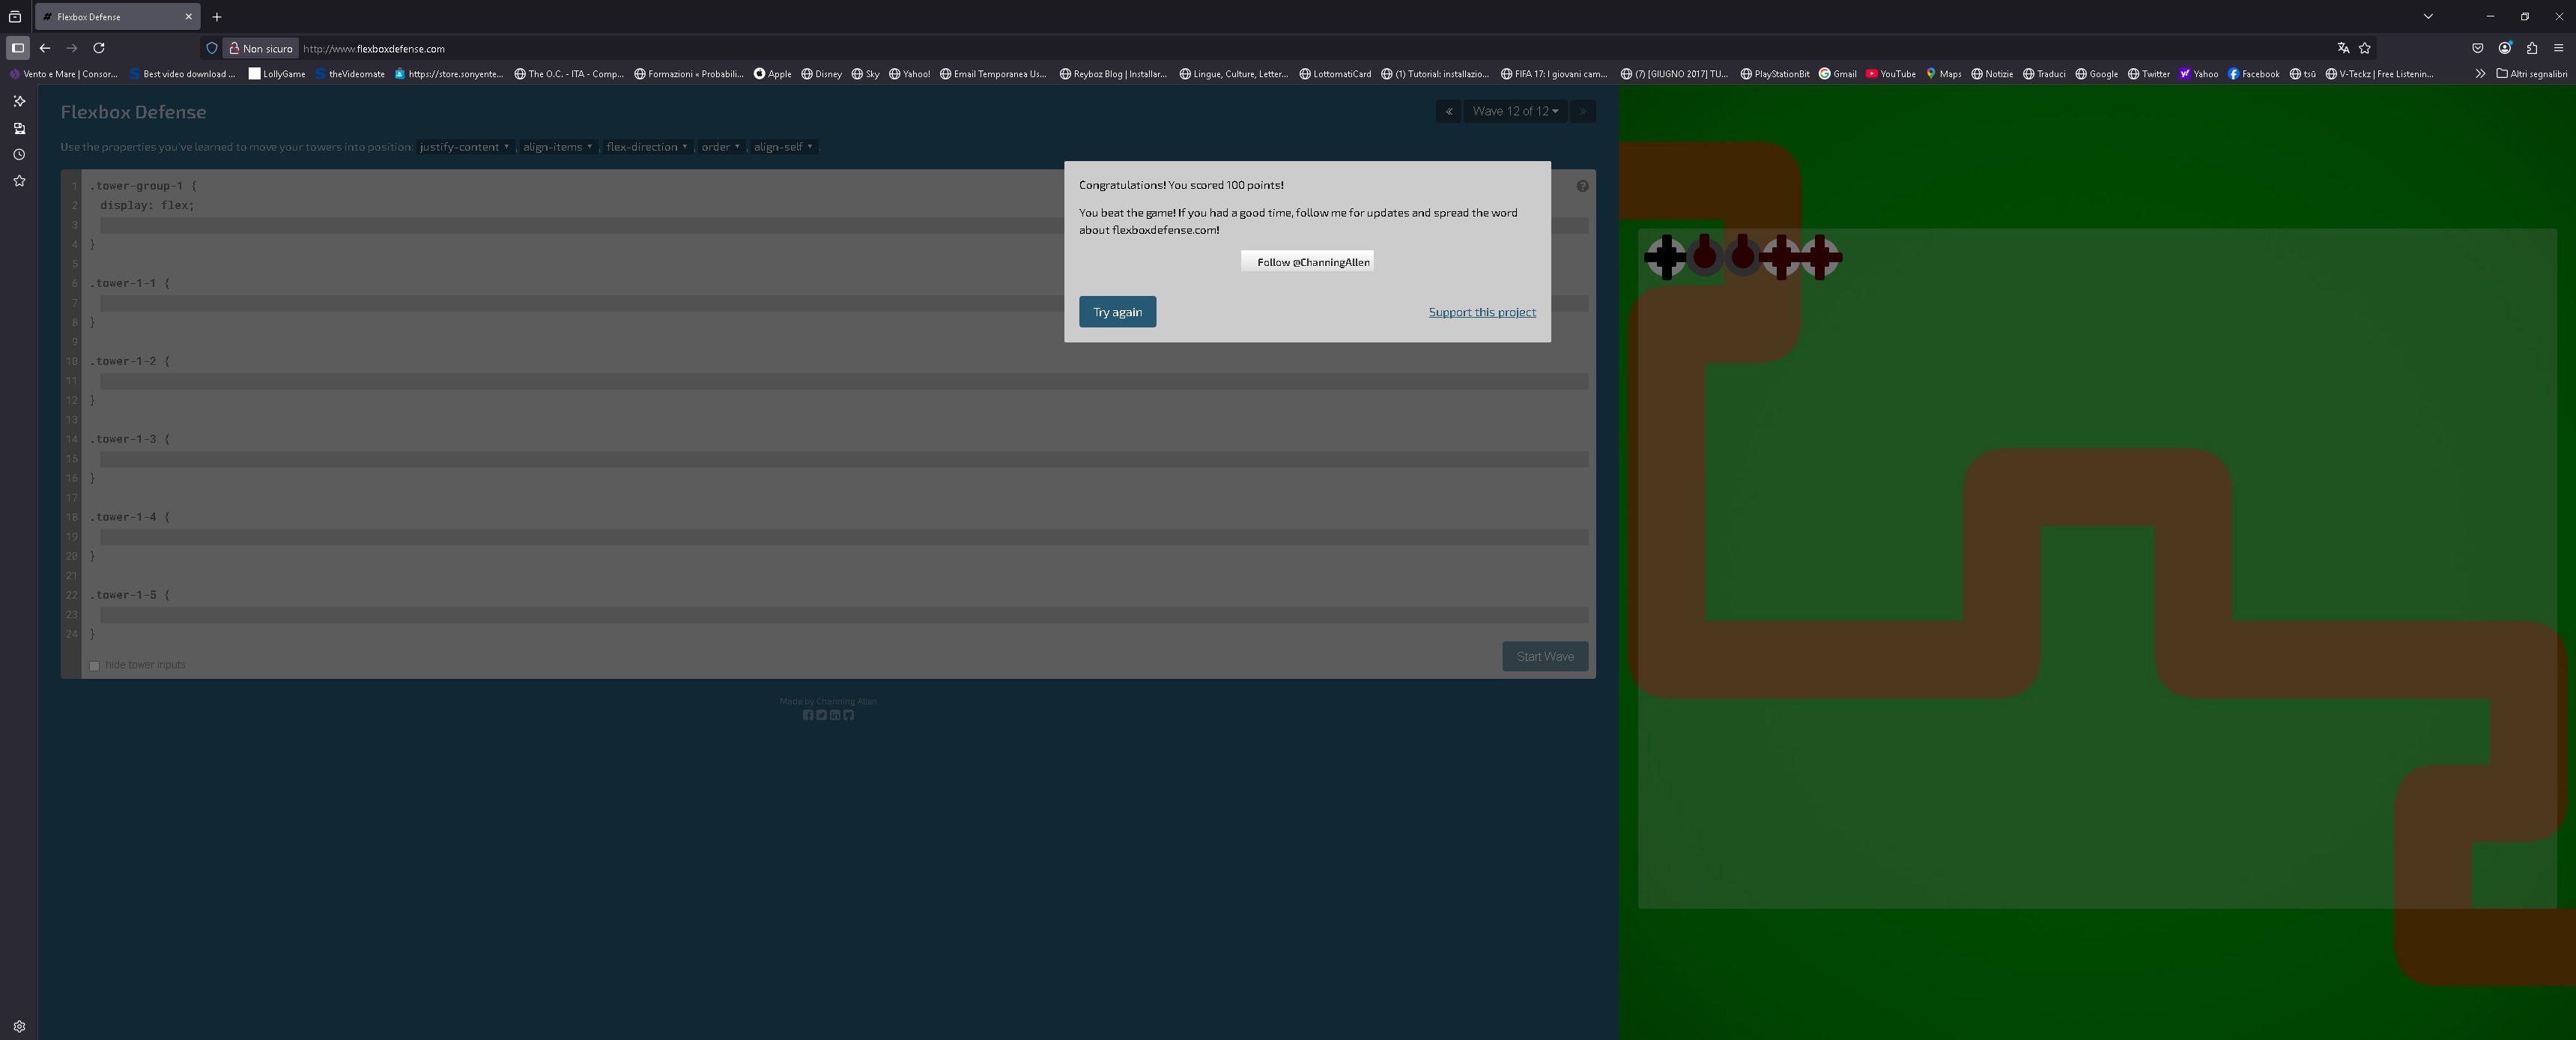 Flexbox Defense
Non sicuro
http://www.flexboxdefense.com
Vento e Mare | Consor...
Best video download ...
LollyGame
theVideomate
https://store.sonyente...
The O.C. - ITA - Comp...
Formazioni « Probabili...
Apple
Disney
Sky
Yahoo!
Email Temporanea Us...
Reyboz Blog | Installar...
Lingue, Culture, Letter...
LottomatiCard
(1) Tutorial: installazio...
FIFA 17: I giovani cam...
(7) [GIUGNO 2017] TU...
PlayStationBit
Gmail
YouTube
Maps
Notizie
Traduci
Google
Twitter
Yahoo
Facebook
tsū
V-Teckz | Free Listenin...
Altri segnalibri
Flexbox Defense
« Wave 12 of 12 »
Use the properties you've learned to move your towers into position: justify-content , align-items , flex-direction , order , align-self .
1 .tower-group-1 {
2 display: flex;
3
4 }
5
6 .tower-1-1 {
7
8 }
9
10 .tower-1-2 {
11
12 }
13
14 .tower-1-3 {
15
16 }
17
18 .tower-1-4 {
19
20 }
21
22 .tower-1-5 {
23
24 }
hide tower inputs
Start Wave
?
Congratulations! You scored 100 points!
You beat the game! If you had a good time, follow me for updates and spread the word
about flexboxdefense.com!
Follow @ChanningAllen
Try again
Support this project
Made by Channing Allen